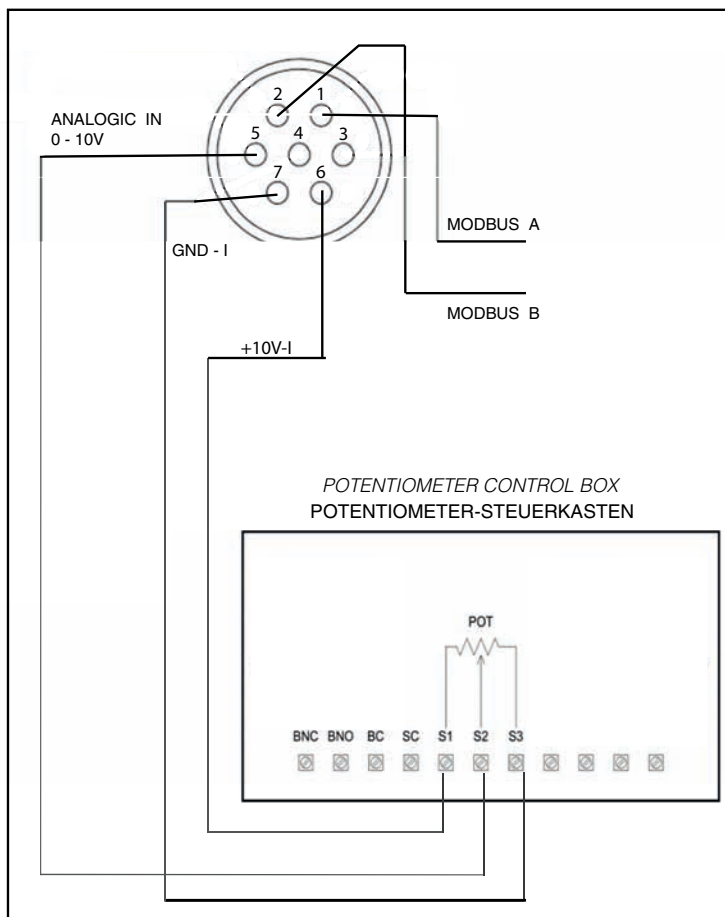 2 1
ANALOGIC IN
0 - 10V
5 4 3
7 6
MODBUS A
GND - I
MODBUS B
+10V-I
POTENTIOMETER CONTROL BOX
POTENTIOMETER-STEUERKASTEN
POT
BNC BNO BC SC S1 S2 S3